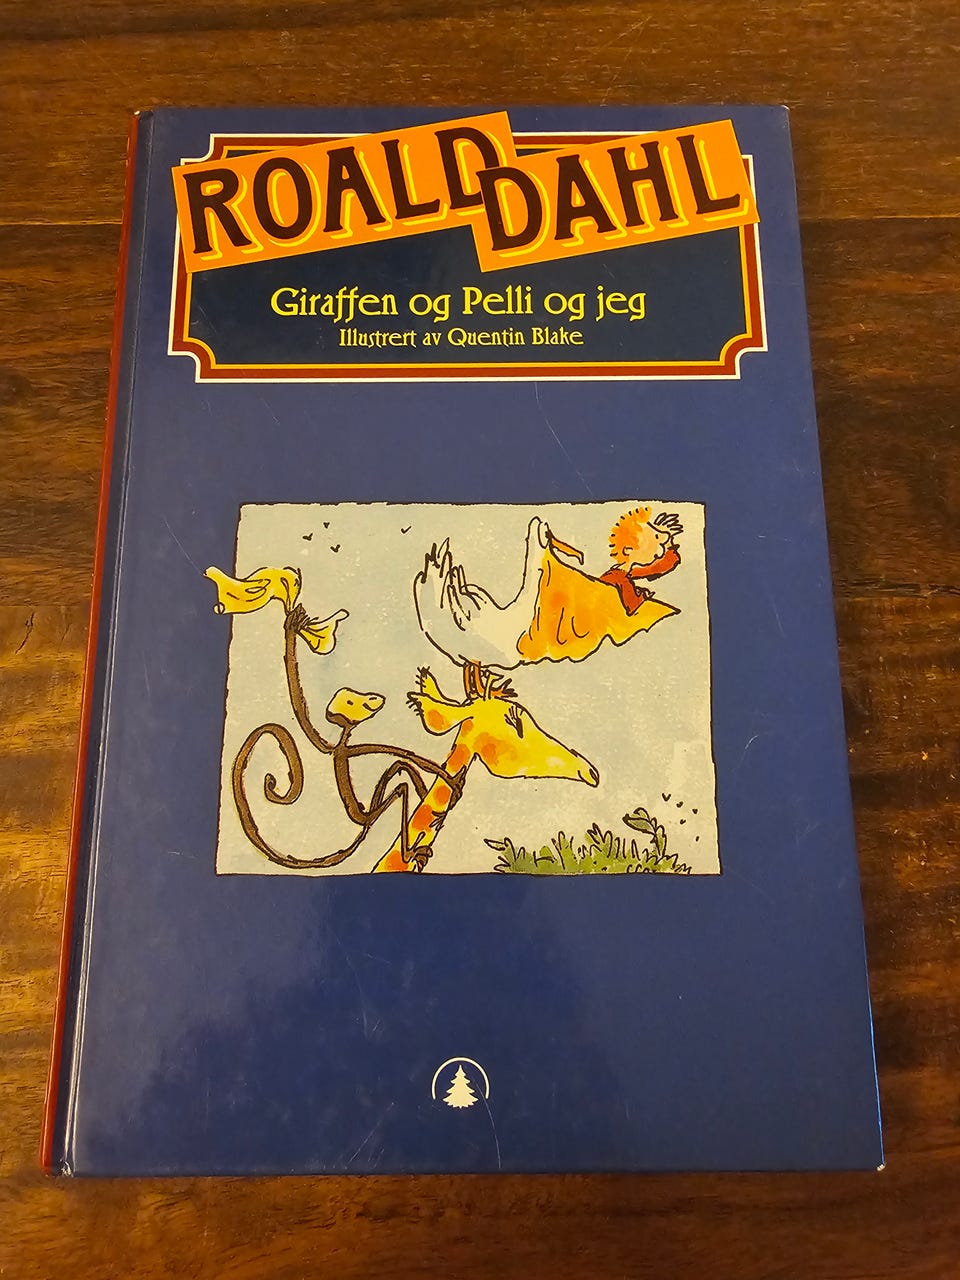 ROALD DAHL
Giraffen og Pelli og jeg
Illustrert av Quentin Blake